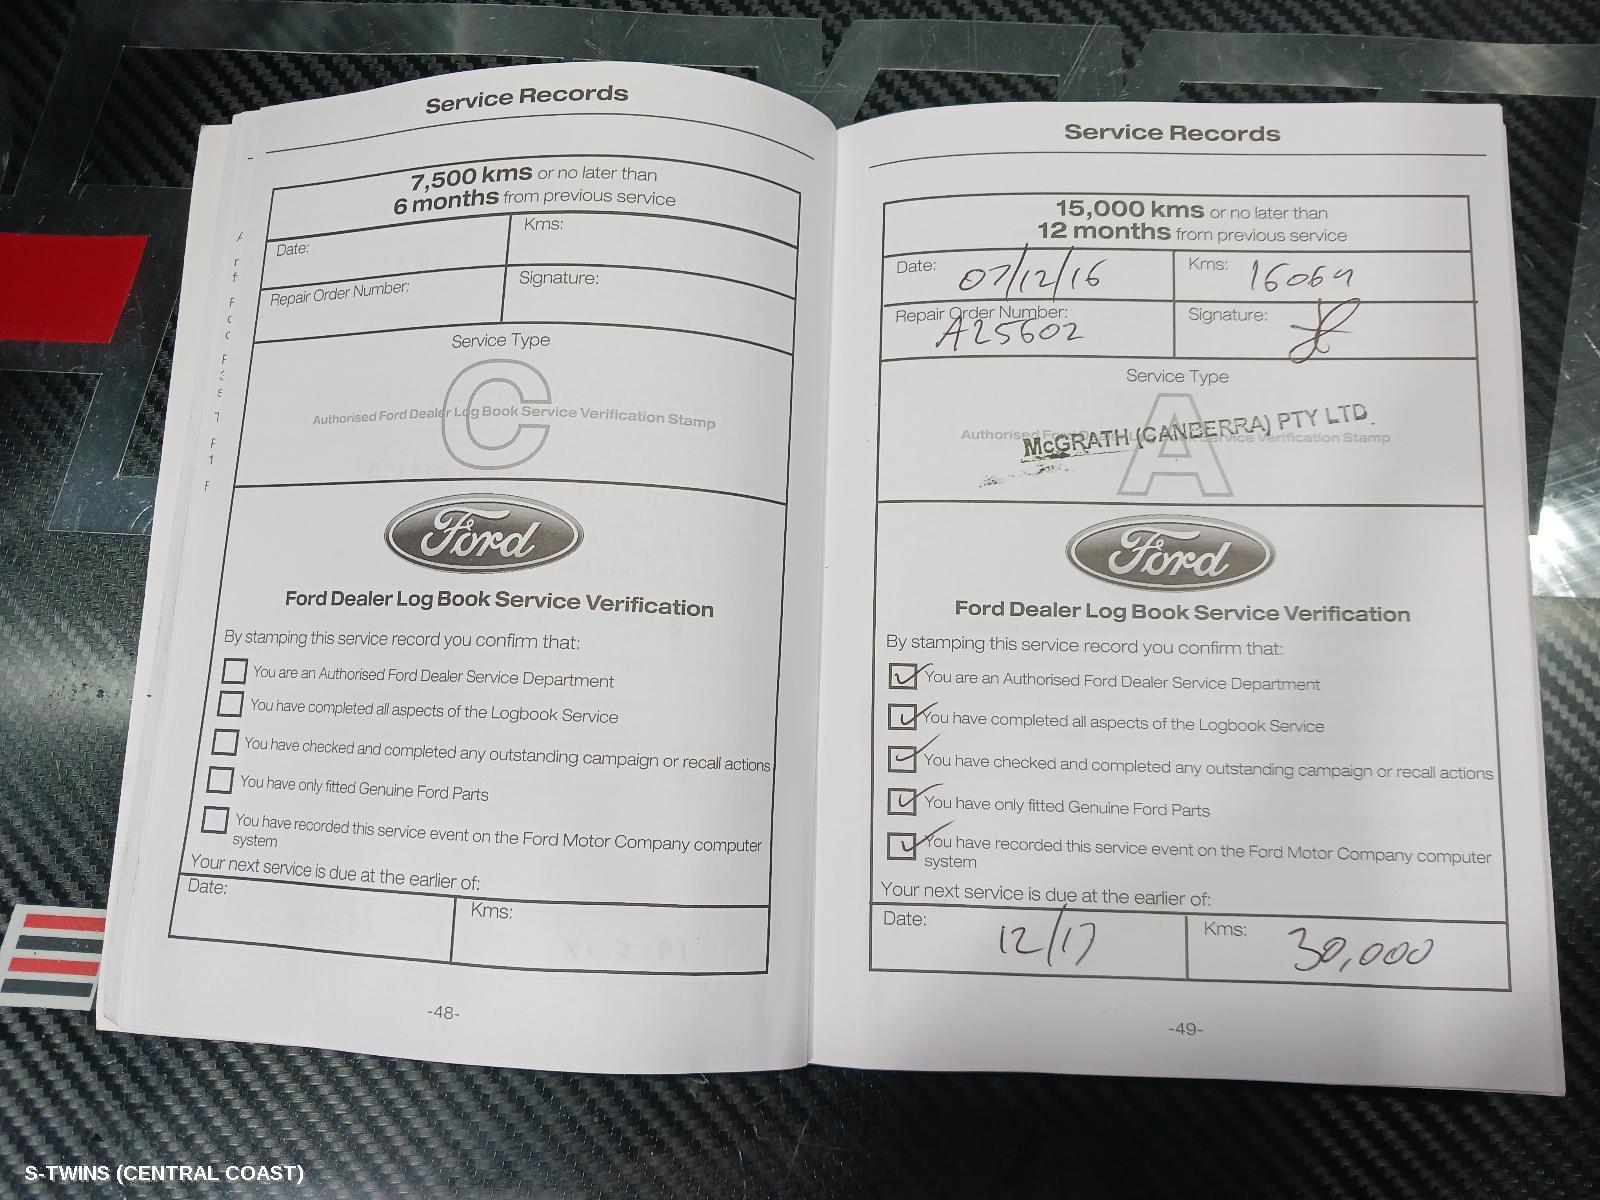 Service Records
7,500 kms or no later than
6 months from previous service
Date:
Kms:
Repair Order Number:
Signature:
Service Type
C
Authorised Ford Dealer Log Book Service Verification Stamp
Ford
Ford Dealer Log Book Service Verification
By stamping this service record you confirm that:
You are an Authorised Ford Dealer Service Department
You have completed all aspects of the Logbook Service
You have checked and completed any outstanding campaign or recall actions
You have only fitted Genuine Ford Parts
You have recorded this service event on the Ford Motor Company computer
system
Your next service is due at the earlier of:
Date:
Kms:
-48-
Service Records
15,000 kms or no later than
12 months from previous service
Date: 07/12/16
Kms: 16064
Repair Order Number:
A25602
Signature:
Service Type
A
Authorised Ford Dealer Log Book Service Verification Stamp
McGRATH (CANBERRA) PTY LTD.
Ford
Ford Dealer Log Book Service Verification
By stamping this service record you confirm that:
You are an Authorised Ford Dealer Service Department
You have completed all aspects of the Logbook Service
You have checked and completed any outstanding campaign or recall actions
You have only fitted Genuine Ford Parts
You have recorded this service event on the Ford Motor Company computer
system
Your next service is due at the earlier of:
Date: 12/17
Kms: 30,000
-49-
S-TWINS (CENTRAL COAST)